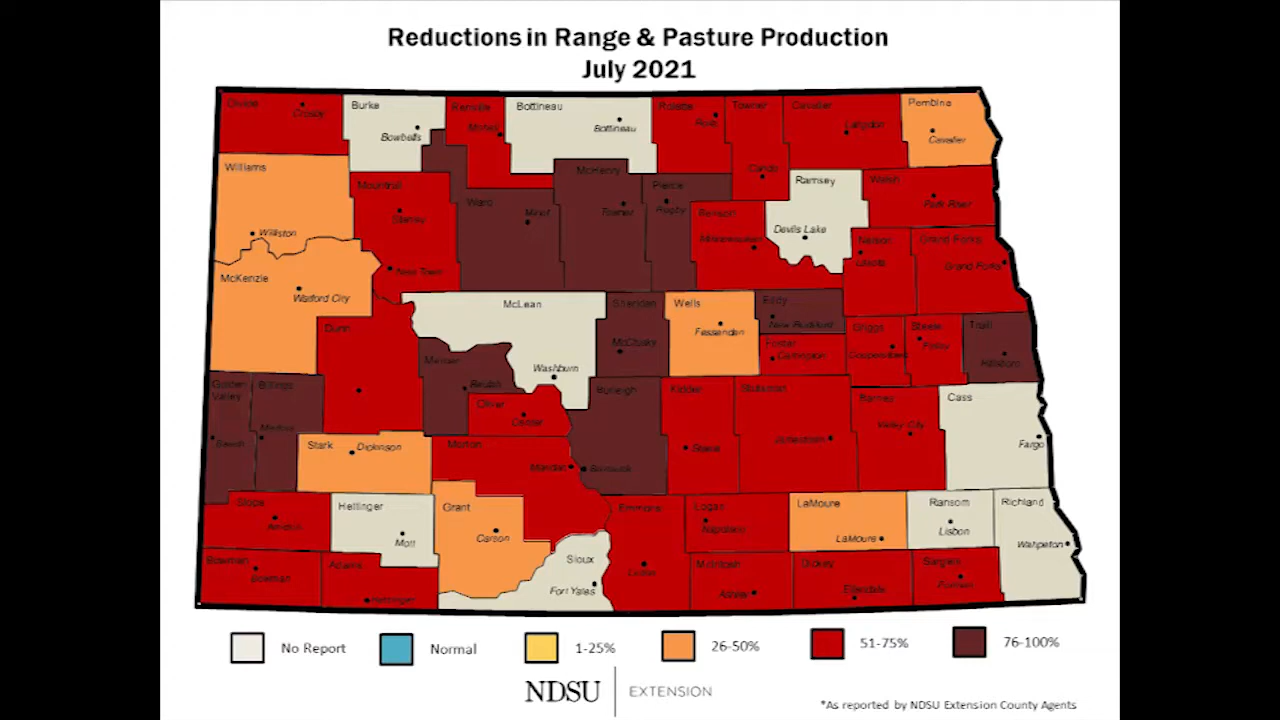 Reductions in Range & Pasture Production
July 2021
Divide
Crosby
Burke
Bowbells
Renville
Mohall
Bottineau
Bottineau
Rolette
Rolla
Towner
Cando
Cavalier
Langdon
Pembina
Cavalier
Williams
Williston
Mountrail
Stanley
New Town
Ward
Minot
McHenry
Towner
Pierce
Rugby
Benson
Minnewaukan
Ramsey
Devils Lake
Walsh
Park River
Nelson
Lakota
Grand Forks
Grand Forks
McKenzie
Watford City
Dunn
McLean
Washburn
Sheridan
McClusky
Wells
Fessenden
Eddy
New Rockford
Foster
Carrington
Griggs
Cooperstown
Steele
Finley
Traill
Hillsboro
Golden
Valley
Beach
Billings
Medora
Mercer
Beulah
Oliver
Center
Burleigh
Bismarck
Kidder
Steele
Stutsman
Jamestown
Barnes
Valley City
Cass
Fargo
Stark
Dickinson
Morton
Mandan
Slope
Amidon
Hettinger
Mott
Grant
Carson
Sioux
Fort Yates
Emmons
Linton
Logan
Napoleon
LaMoure
LaMoure
Ransom
Lisbon
Richland
Wahpeton
Bowman
Bowman
Adams
Hettinger
McIntosh
Ashley
Dickey
Ellendale
Sargent
Forman
No Report
Normal
1-25%
26-50%
51-75%
76-100%
NDSU
EXTENSION
*As reported by NDSU Extension County Agents